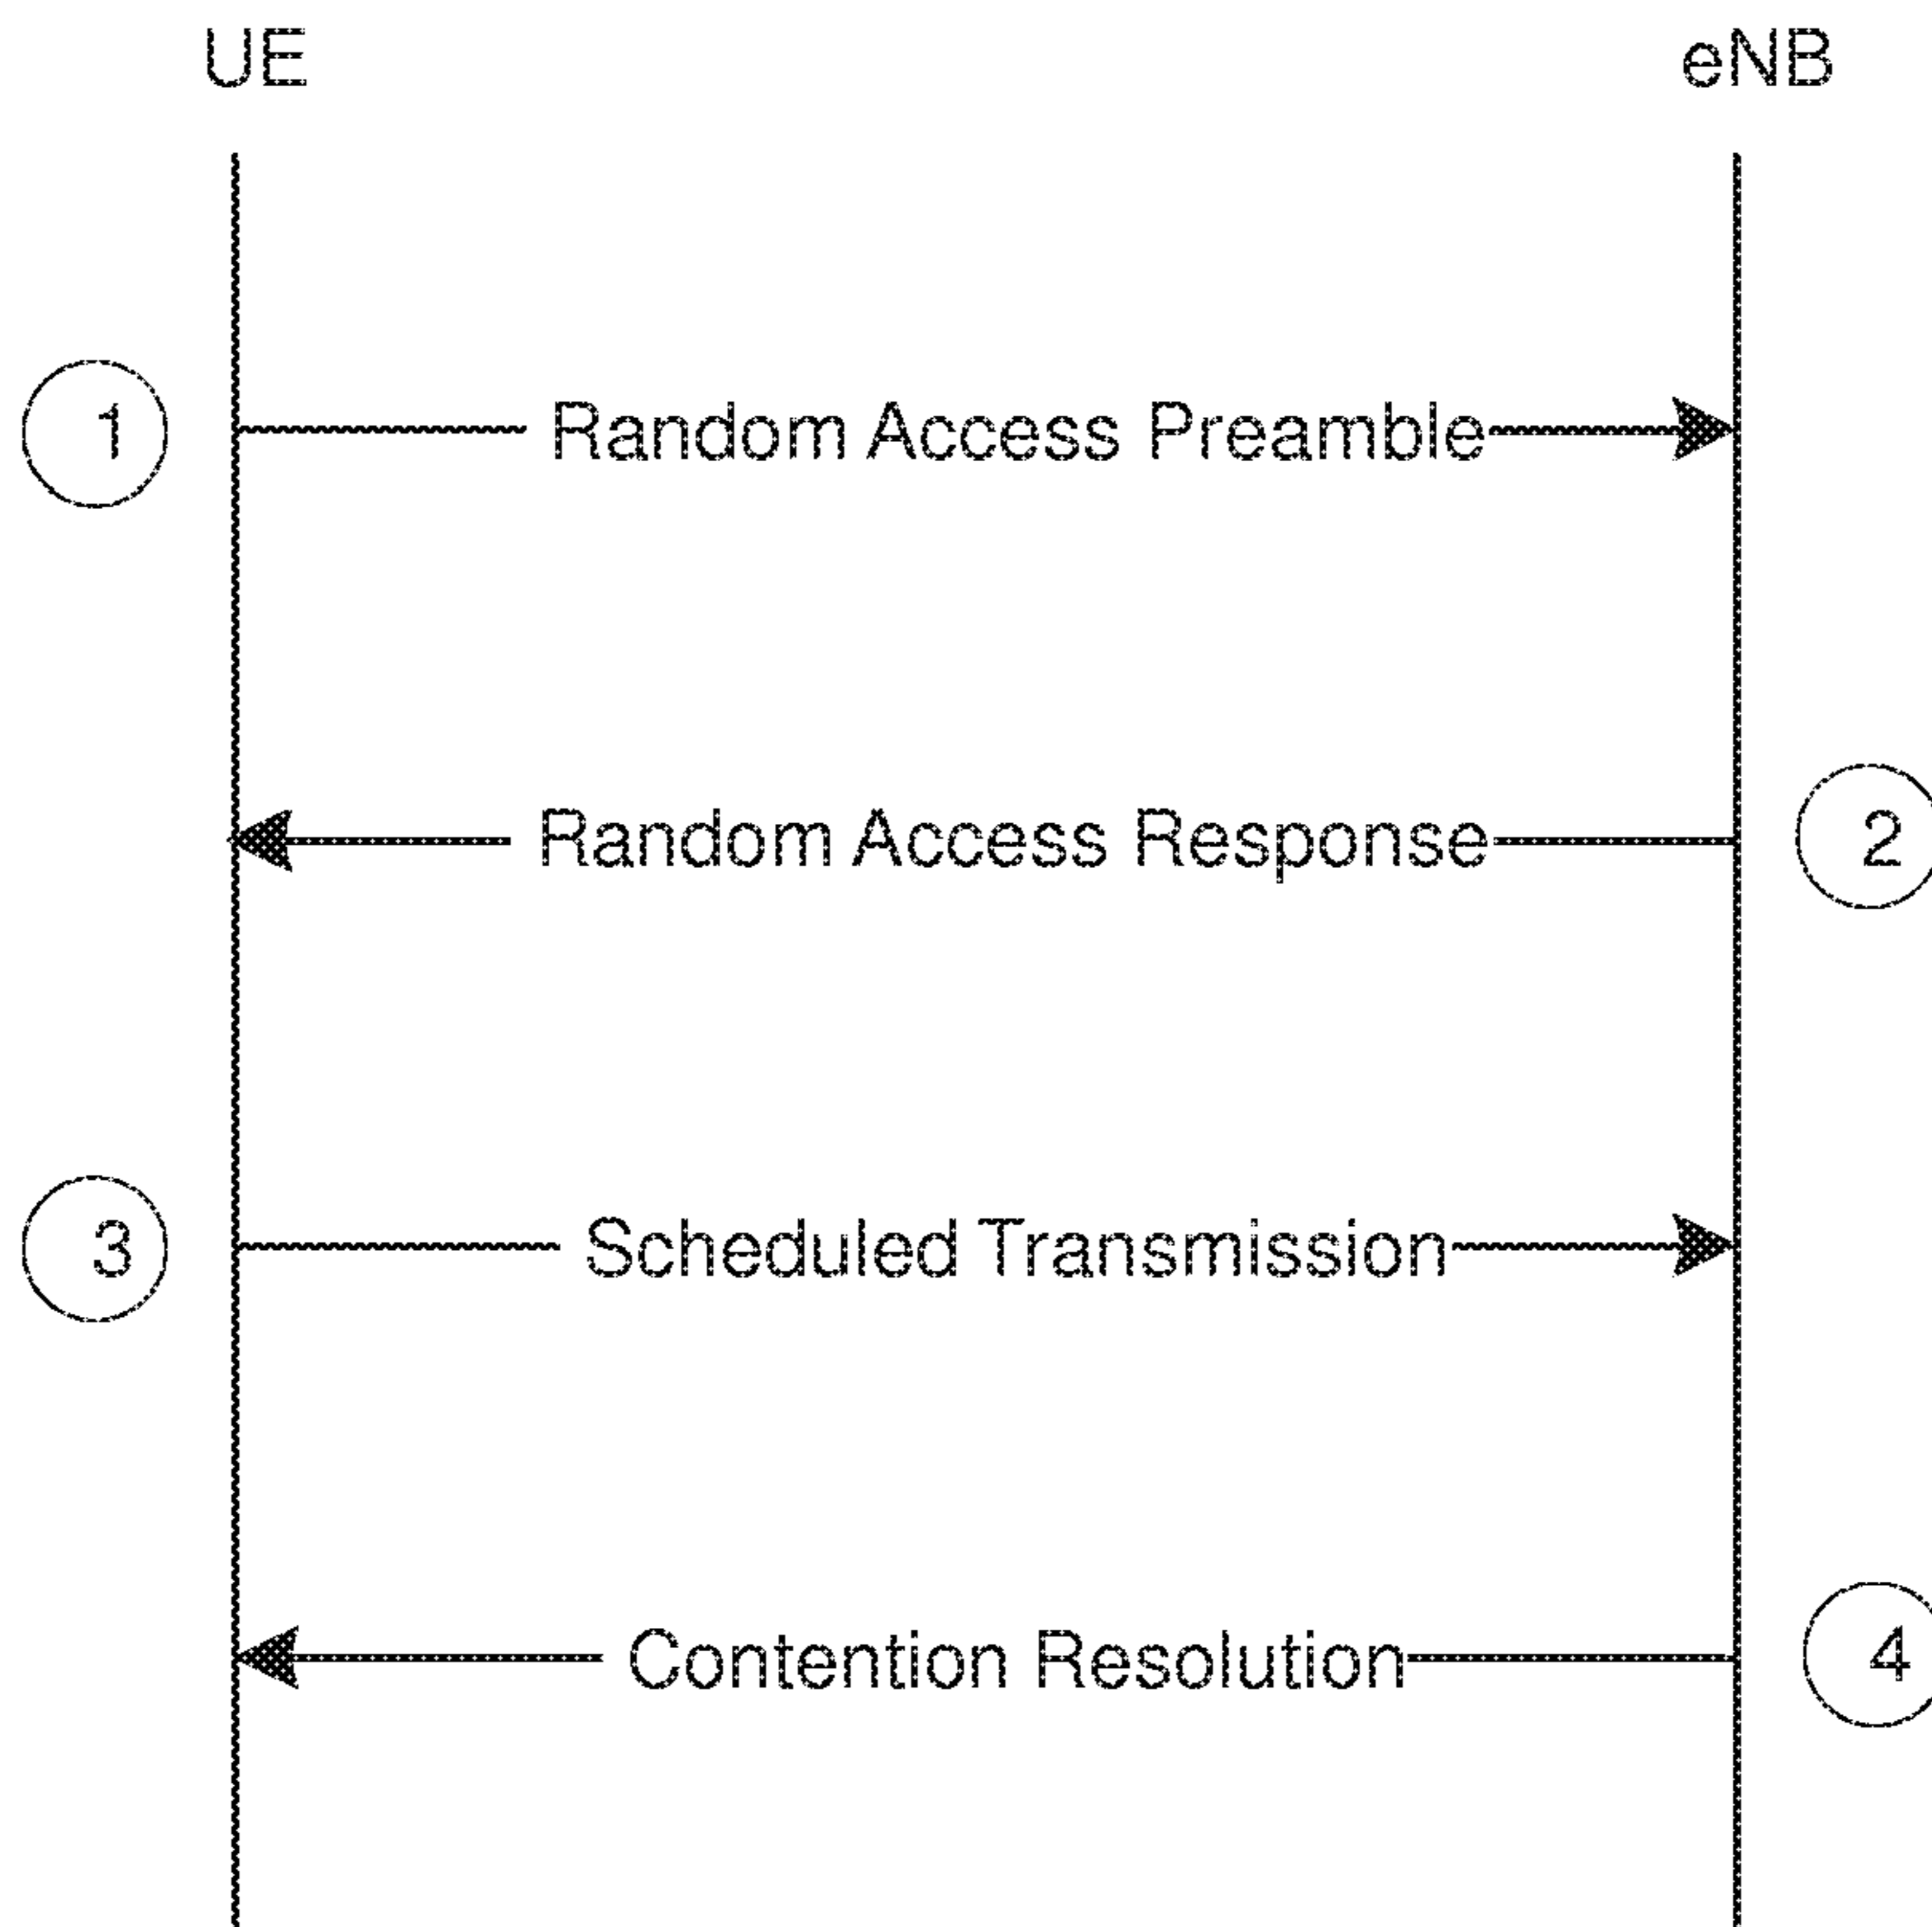 UE eNB
1 Random Access Preamble
Random Access Response 2
3 Scheduled Transmission
Contention Resolution 4